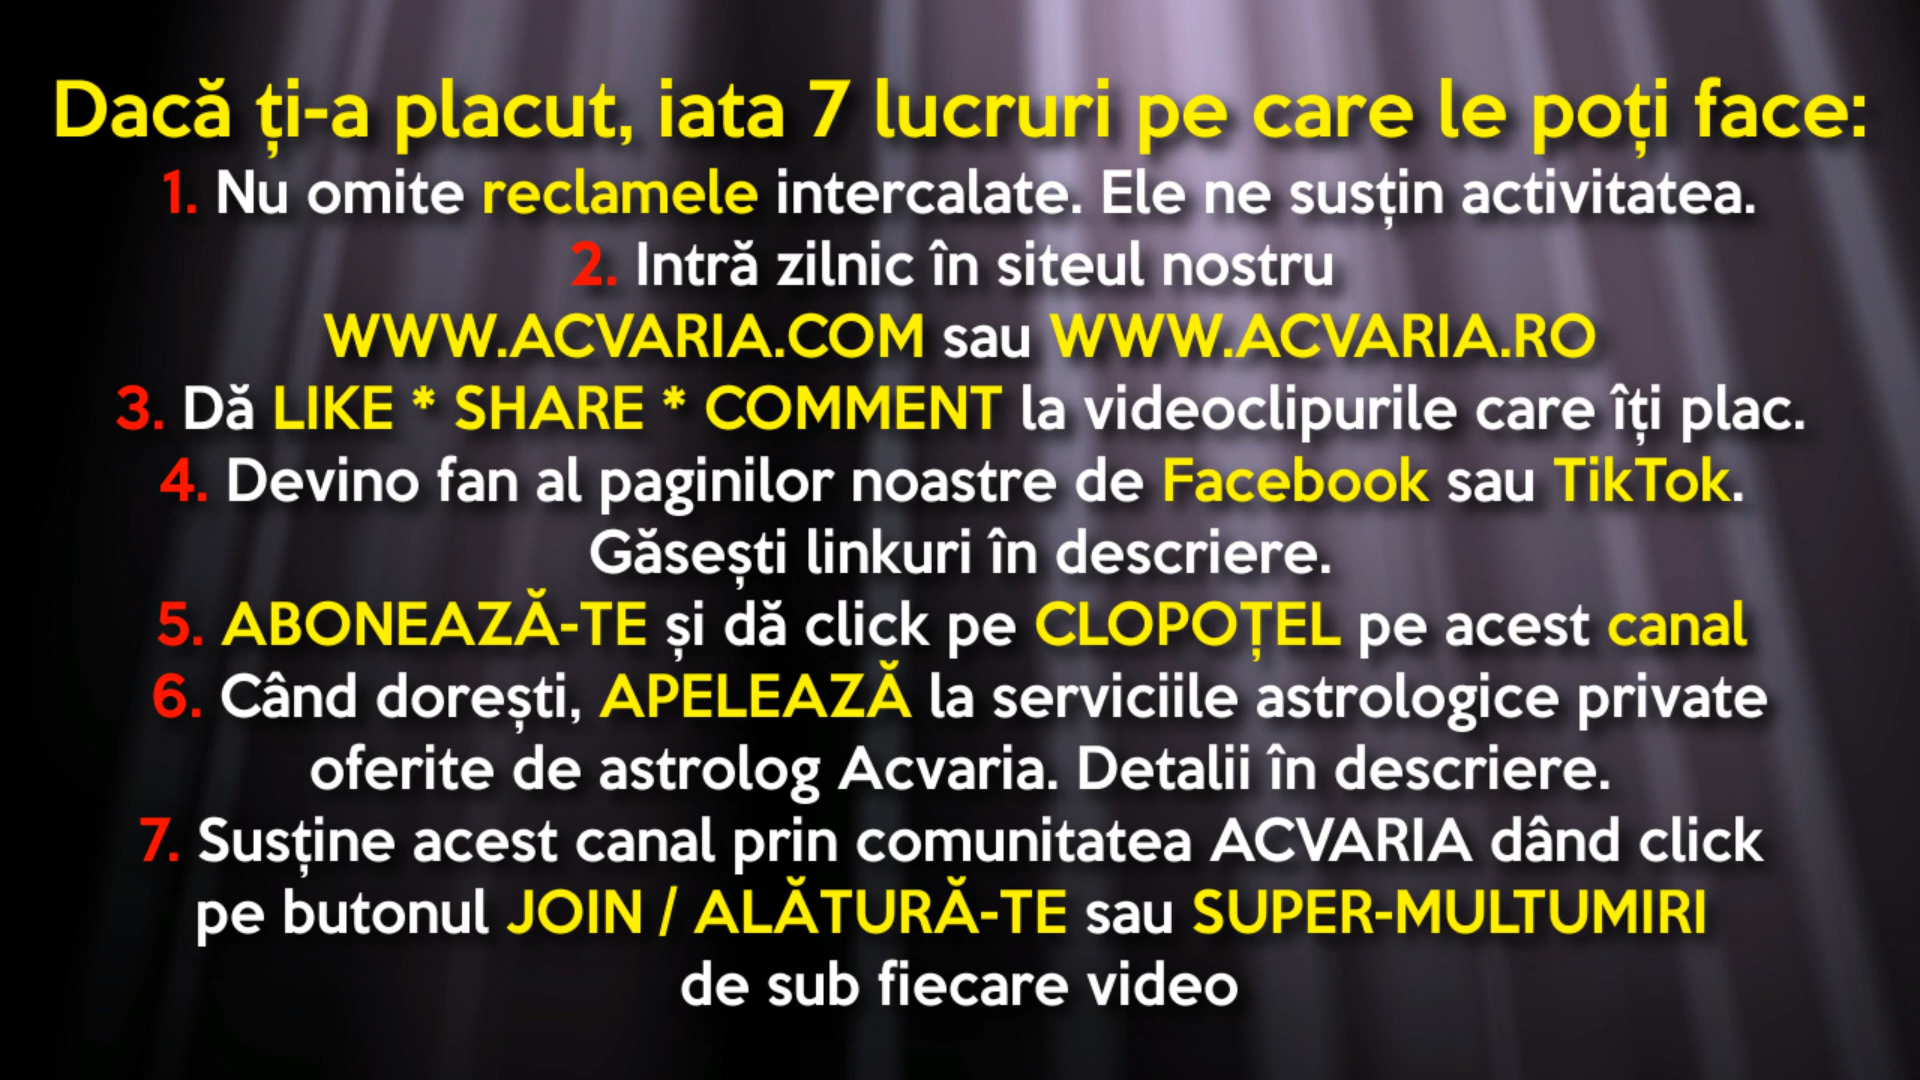 Dacă ți-a placut, iata 7 lucruri pe care le poți face:
1. Nu omite reclamele intercalate. Ele ne susțin activitatea.
2. Intră zilnic în siteul nostru
WWW.ACVARIA.COM sau WWW.ACVARIA.RO
3. Dă LIKE * SHARE * COMMENT la videoclipurile care îți plac.
4. Devino fan al paginilor noastre de Facebook sau TikTok.
Găsești linkuri în descriere.
5. ABONEAZĂ-TE și dă click pe CLOPOȚEL pe acest canal
6. Când dorești, APELEAZĂ la serviciile astrologice private
oferite de astrolog Acvaria. Detalii în descriere.
7. Susține acest canal prin comunitatea ACVARIA dând click
pe butonul JOIN / ALĂTURĂ-TE sau SUPER-MULTUMIRI
de sub fiecare video